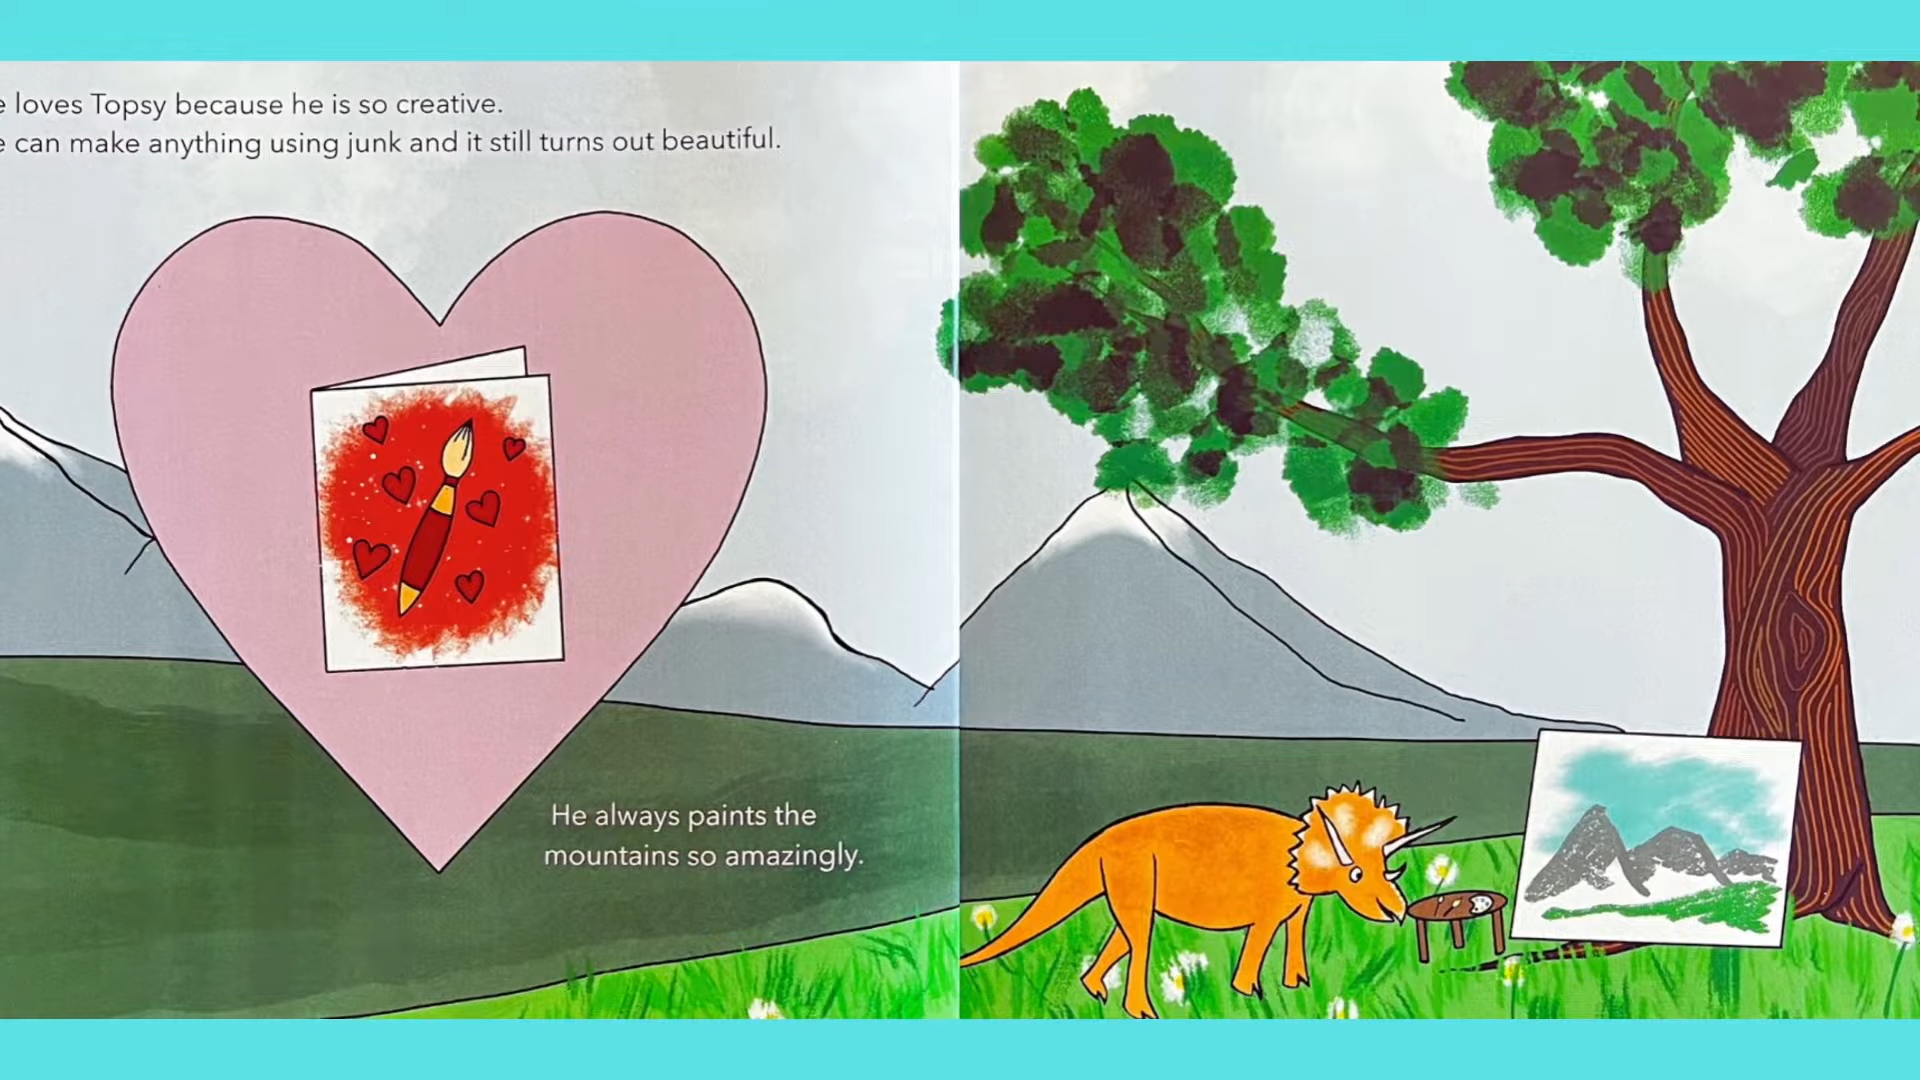 e loves Topsy because he is so creative.
e can make anything using junk and it still turns out beautiful.
He always paints the
mountains so amazingly.